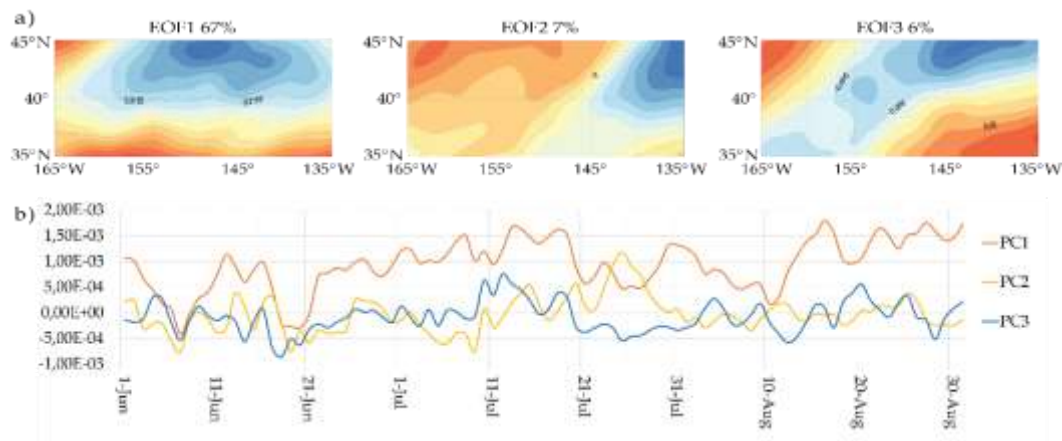 a)
EOF1 67%
EOF2 7%
EOF3 6%
45°N
40°
35°N
165°W 155° 145° 135°W
45°N
40°
35°N
165°W 155° 145° 135°W
45°N
40°
35°N
165°W 155° 145° 135°W
b)
2,00E-03
1,50E-03
1,00E-03
5,00E-04
0,00E+00
-5,00E-04
-1,00E-03
1-Jun
11-Jun
21-Jun
1-Jul
11-Jul
21-Jul
31-Jul
10-Aug
20-Aug
30-Aug
PC1
PC2
PC3